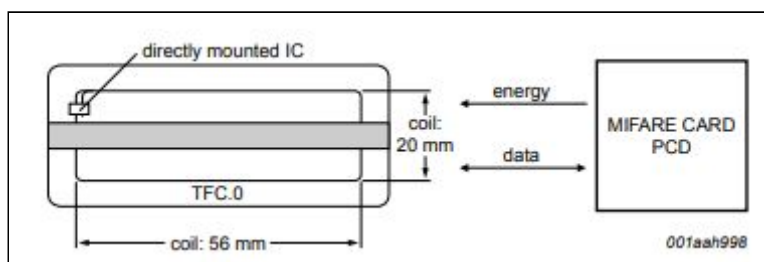 directly mounted IC
energy
coil:
20 mm
MIFARE CARD
PCD
data
TFC.0
coil: 56 mm
001aah998